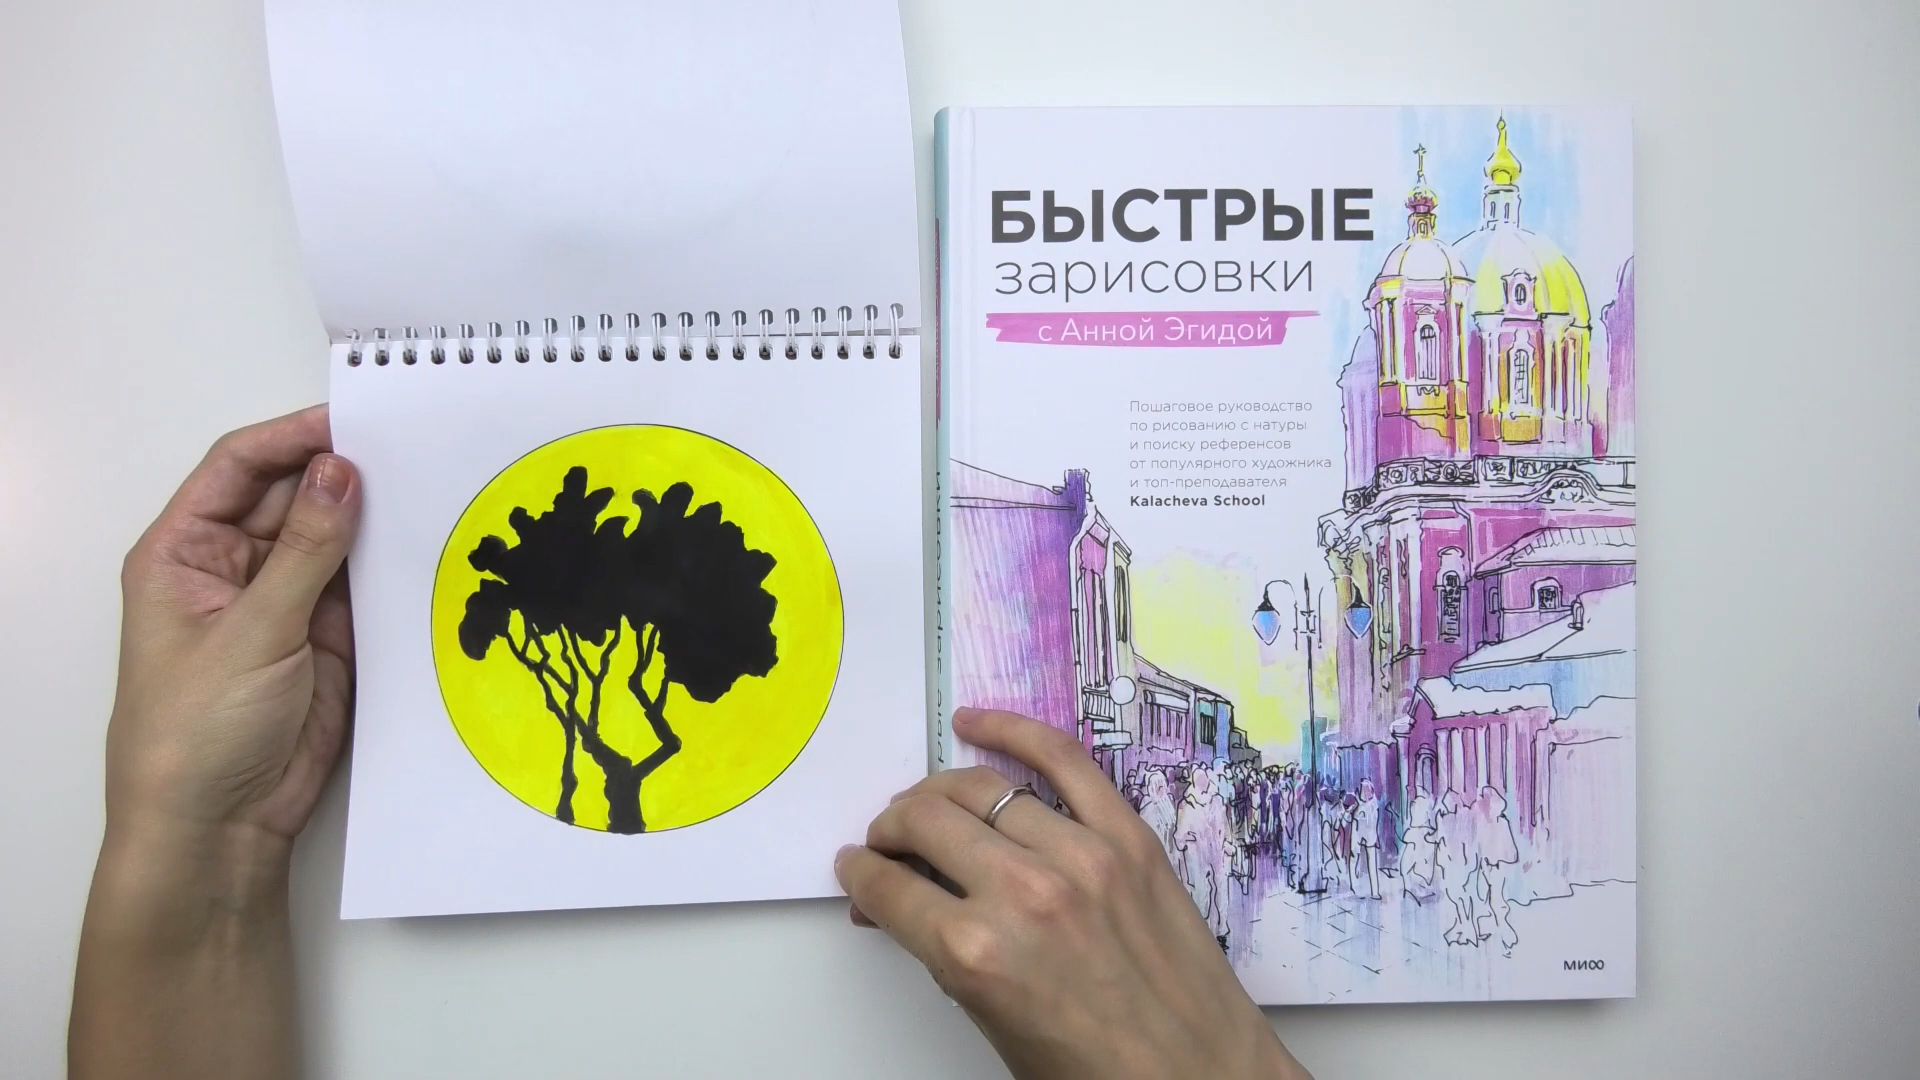 БЫСТРЫЕ
зарисовки
с Анной Эгидой
Пошаговое руководство
по рисованию с натуры
и поиску референсов
от популярного художника
и топ-преподавателя
Kalacheva School
МИФ